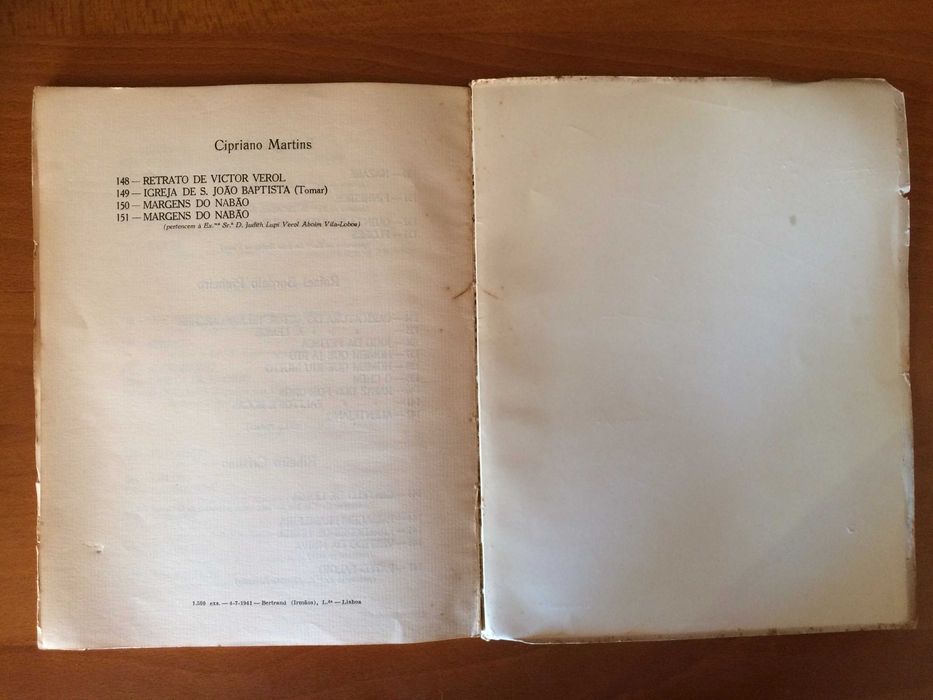 Cipriano Martins
148 — RETRATO DE VICTOR VEROL
149 — IGREJA DE S. JOÃO BAPTISTA (Tomar)
150 — MARGENS DO NABÃO
151 — MARGENS DO NABÃO
(pertencem à Ex.ᵐᵃ Sr.ª D. Judith Lupi Verol Aboim Vila-Lobos)
1.500 exs. — 4-7-1941 — Bertrand (Irmãos), L.ᵈᵃ — Lisboa